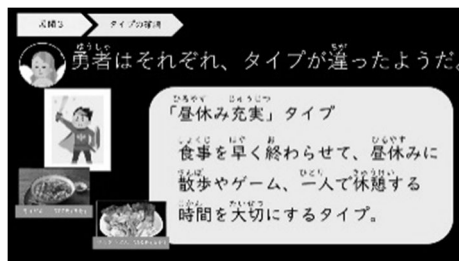 タイプの確認
勇者はそれぞれ、タイプが違ったようだ。
「昼休み充実」タイプ
食事を早く終わらせて、昼休みに
散歩やゲーム、一人で休憩する
時間を大切にするタイプ。